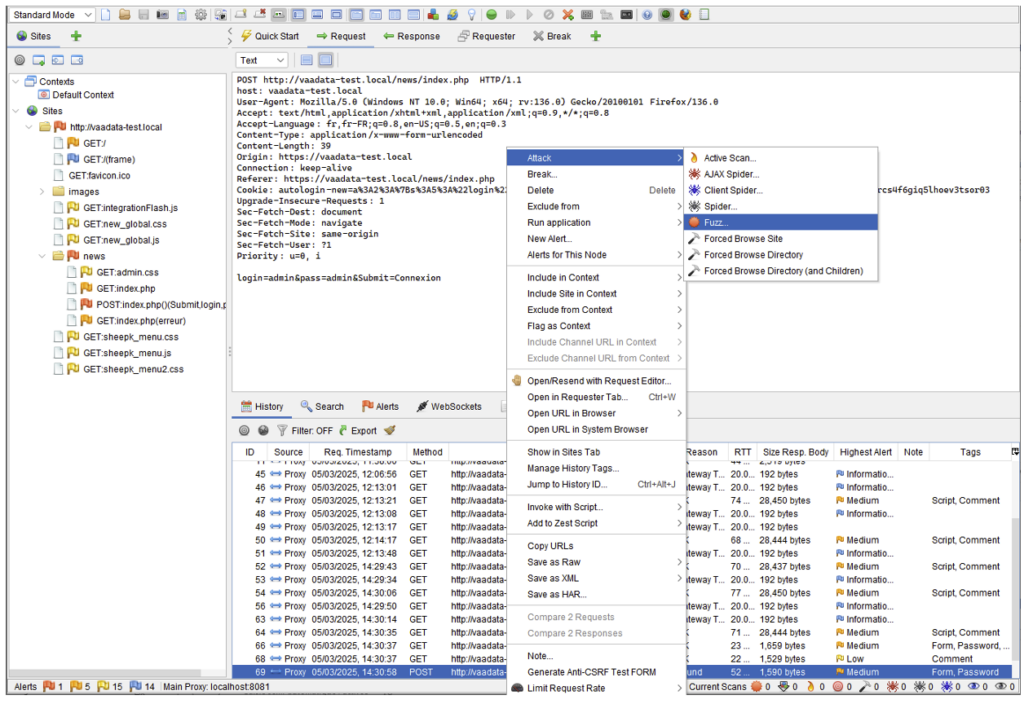 Standard Mode
Sites
Quick Start
Request
Response
Requester
Break
Text
Contexts
Default Context
Sites
http://vaadata-test.local
GET:/
GET:/(frame)
GET:favicon.ico
images
GET:integrationFlash.js
GET:new_global.css
GET:new_global.js
news
GET:admin.css
GET:index.php
POST:index.php()(Submit,login,p
GET:index.php(erreur)
GET:sheepk_menu.css
GET:sheepk_menu.js
GET:sheepk_menu2.css
POST http://vaadata-test.local/news/index.php HTTP/1.1
host: vaadata-test.local
User-Agent: Mozilla/5.0 (Windows NT 10.0; Win64; x64; rv:136.0) Gecko/20100101 Firefox/136.0
Accept: text/html,application/xhtml+xml,application/xml;q=0.9,*/*;q=0.8
Accept-Language: fr,fr-FR;q=0.8,en-US;q=0.5,en;q=0.3
Content-Type: application/x-www-form-urlencoded
Content-Length: 39
Origin: https://vaadata-test.local
Connection: keep-alive
Referer: https://vaadata-test.local/news/index.php
Cookie: autologin-new=a%3A2%3A%7Bs%3A5%3A%22login%2 rcs4f6giq5lhoev3tsor03
Upgrade-Insecure-Requests: 1
Sec-Fetch-Dest: document
Sec-Fetch-Mode: navigate
Sec-Fetch-Site: same-origin
Sec-Fetch-User: ?1
Priority: u=0, i
login=admin&pass=admin&Submit=Connexion
Attack
Break...
Delete Delete
Exclude from
Run application
New Alert...
Alerts for This Node
Include in Context
Include Site in Context
Exclude from Context
Flag as Context
Include Channel URL in Context
Exclude Channel URL from Context
Open/Resend with Request Editor...
Open in Requester Tab... Ctrl+W
Open URL in Browser
Open URL in System Browser
Show in Sites Tab
Manage History Tags...
Jump to History ID... Ctrl+Alt+J
Invoke with Script...
Add to Zest Script
Copy URLs
Save as Raw
Save as XML
Save as HAR...
Compare 2 Requests
Compare 2 Responses
Note...
Generate Anti-CSRF Test FORM
Limit Request Rate
Active Scan...
AJAX Spider...
Client Spider...
Spider...
Fuzz...
Forced Browse Site
Forced Browse Directory
Forced Browse Directory (and Children)
History
Search
Alerts
WebSockets
Filter: OFF
Export
ID Source Req. Timestamp Method Reason RTT Size Resp. Body Highest Alert Note Tags
45 Proxy 05/03/2025, 12:06:56 GET http://vaadata- teway T... 20.0... 192 bytes Informatio...
46 Proxy 05/03/2025, 12:13:01 GET http://vaadata- teway T... 20.0... 192 bytes Informatio...
47 Proxy 05/03/2025, 12:13:21 GET http://vaadata- 74 ... 28,450 bytes Medium Script, Comment
48 Proxy 05/03/2025, 12:13:08 GET http://vaadata- teway T... 20.0... 192 bytes Informatio...
49 Proxy 05/03/2025, 12:13:17 GET http://vaadata- teway T... 20.0... 192 bytes
50 Proxy 05/03/2025, 12:14:17 GET http://vaadata- 68 ... 28,444 bytes Medium Script, Comment
51 Proxy 05/03/2025, 12:13:48 GET http://vaadata- teway T... 20.0... 192 bytes Informatio...
52 Proxy 05/03/2025, 14:29:43 GET http://vaadata- 70 ... 28,437 bytes Medium Script, Comment
53 Proxy 05/03/2025, 14:29:34 GET http://vaadata- teway T... 20.0... 192 bytes Informatio...
54 Proxy 05/03/2025, 14:30:06 GET http://vaadata- 77 ... 28,450 bytes Medium Script, Comment
56 Proxy 05/03/2025, 14:29:50 GET http://vaadata- teway T... 20.0... 192 bytes Informatio...
63 Proxy 05/03/2025, 14:30:14 GET http://vaadata- teway T... 20.0... 192 bytes Informatio...
64 Proxy 05/03/2025, 14:30:35 GET http://vaadata- 71 ... 28,444 bytes Medium Script, Comment
66 Proxy 05/03/2025, 14:30:37 GET http://vaadata- 23 ... 1,659 bytes Medium Form, Password, ...
68 Proxy 05/03/2025, 14:30:37 GET http://vaadata- 22 ... 1,529 bytes Low Comment
69 Proxy 05/03/2025, 14:30:58 POST http://vaadata- und 52 ... 1,590 bytes Medium Form, Password
Alerts 1 5 15 14 Main Proxy: localhost:8081
Current Scans 0 0 0 0 0 0 0 0 0 0